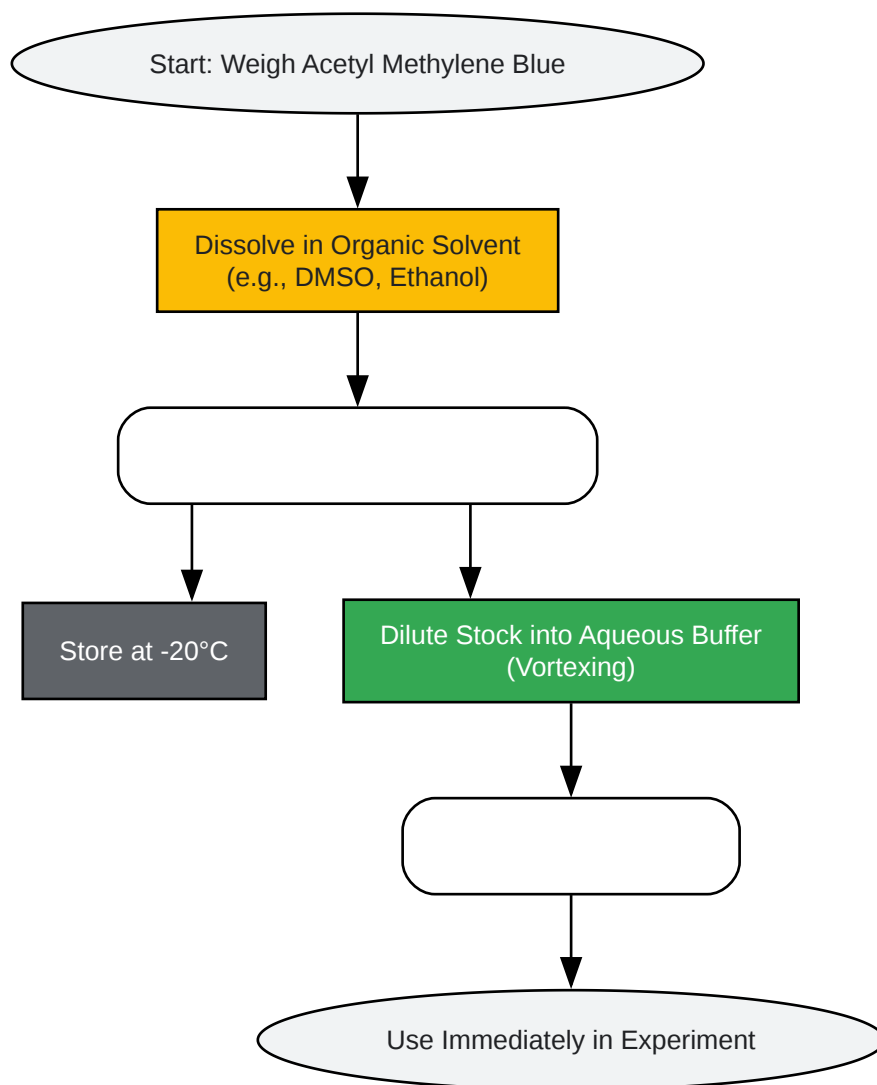 Start: Weigh Acetyl Methylene Blue
Dissolve in Organic Solvent
(e.g., DMSO, Ethanol)
Store at -20°C
Dilute Stock into Aqueous Buffer
(Vortexing)
Use Immediately in Experiment